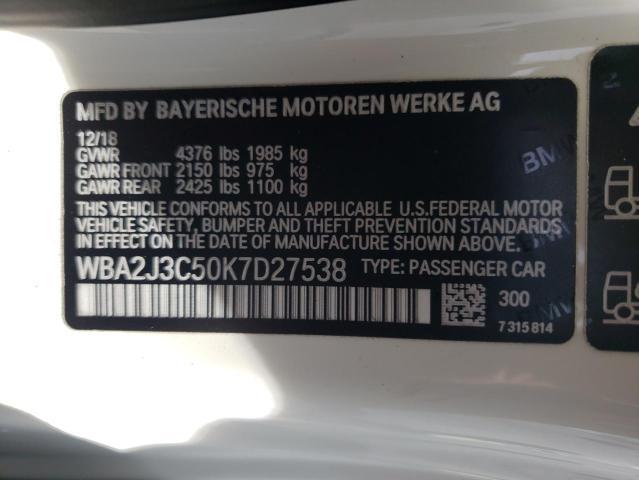 MFD BY BAYERISCHE MOTOREN WERKE AG
12/18
GVWR 4376 lbs 1985 kg
GAWR FRONT 2150 lbs 975 kg
GAWR REAR 2425 lbs 1100 kg
THIS VEHICLE CONFORMS TO ALL APPLICABLE U.S.FEDERAL MOTOR
VEHICLE SAFETY, BUMPER AND THEFT PREVENTION STANDARDS
IN EFFECT ON THE DATE OF MANUFACTURE SHOWN ABOVE
WBA2J3C50K7D27538 TYPE: PASSENGER CAR
300
7 315 814
BMW
BMW